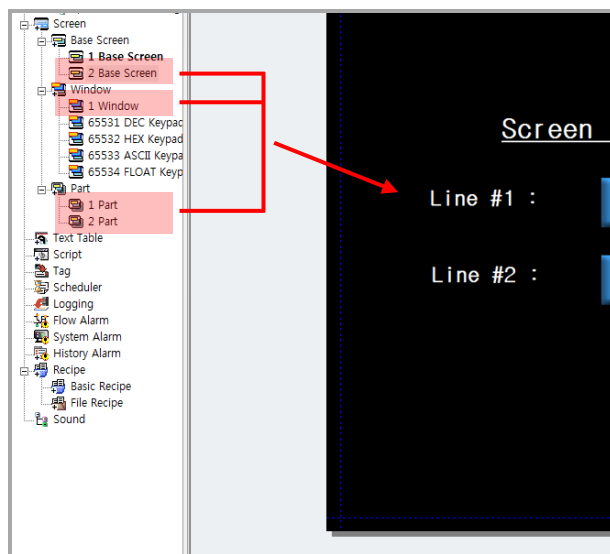 Screen
Base Screen
1 Base Screen
2 Base Screen
Window
1 Window
65531 DEC Keypad
65532 HEX Keypad
65533 ASCII Keypa
65534 FLOAT Keyp
Part
1 Part
2 Part
Text Table
Script
Tag
Scheduler
Logging
Flow Alarm
System Alarm
History Alarm
Recipe
Basic Recipe
File Recipe
Sound
Screen
Line #1 :
Line #2 :